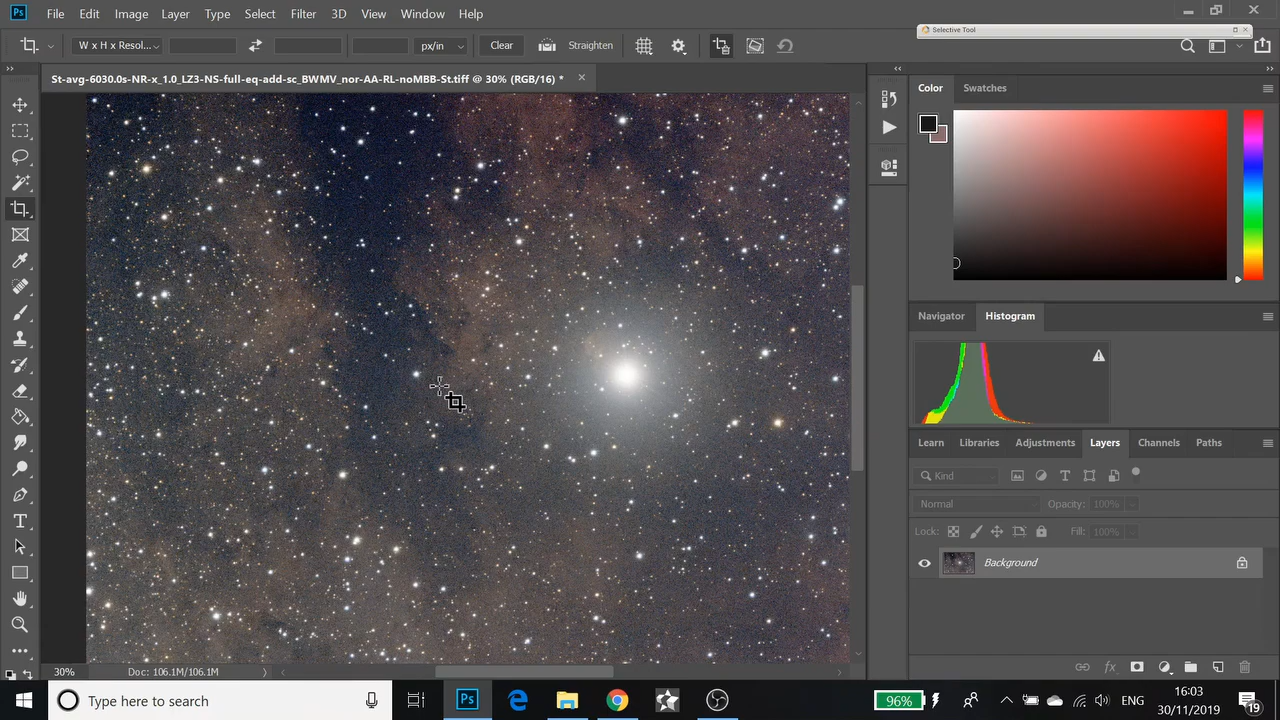 Ps File Edit Image Layer Type Select Filter 3D View Window Help
Selective Tool
W x H x Resol... px/in Clear Straighten
St-avg-6030.0s-NR-x_1.0_LZ3-NS-full-eq-add-sc_BWMV_nor-AA-RL-noMBB-St.tiff @ 30% (RGB/16) *
Color Swatches
Navigator Histogram
Learn Libraries Adjustments Layers Channels Paths
Kind
Normal Opacity: 100%
Lock: Fill: 100%
Background
30% Doc: 106.1M/106.1M
Type here to search
Ps
96%
ENG
16:03
30/11/2019
19